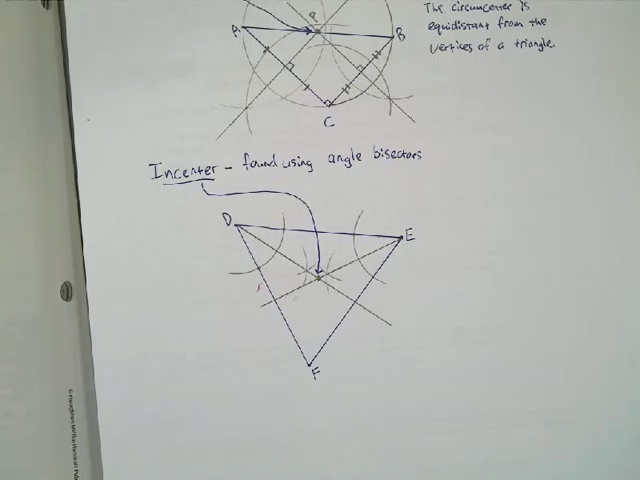 The circumcenter is
equidistant from the
vertices of a triangle.
P
A
B
C
Incenter – found using angle bisectors
D
E
F